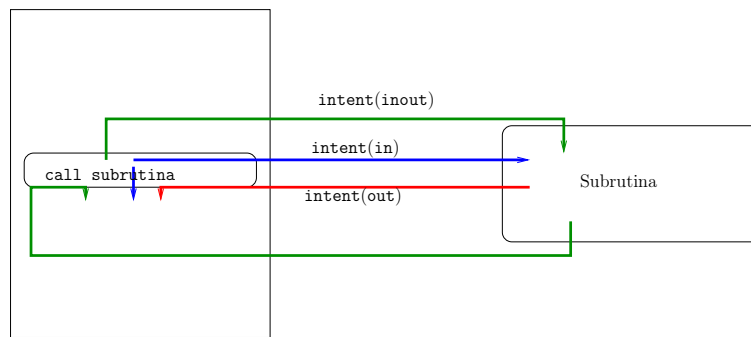 intent(inout)
intent(in)
call subrutina
Subrutina
intent(out)